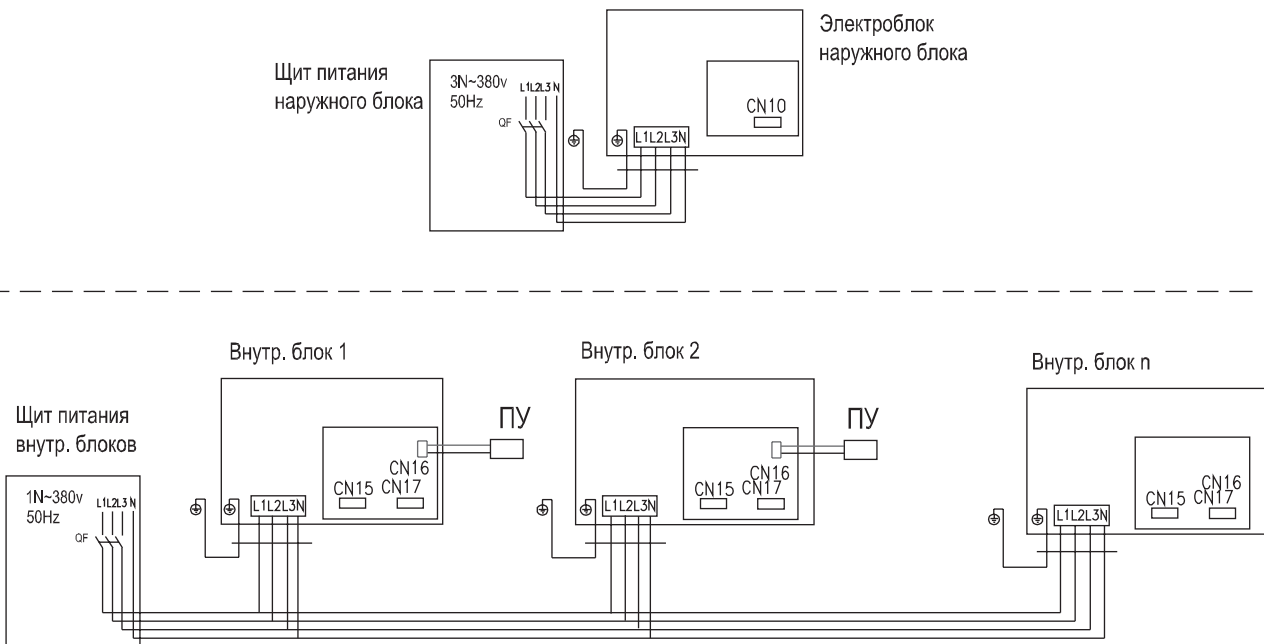 Электроблок
наружного блока
Щит питания
наружного блока
3N~380v
50Hz
L1L2L3 N
QF
CN10
L1L2L3N
Внутр. блок 1
Внутр. блок 2
Внутр. блок n
Щит питания
внутр. блоков
ПУ
ПУ
CN16
CN15 CN17
CN16
CN15 CN17
CN16
CN15 CN17
1N~380v
50Hz
L1L2L3 N
QF
L1L2L3N
L1L2L3N
L1L2L3N